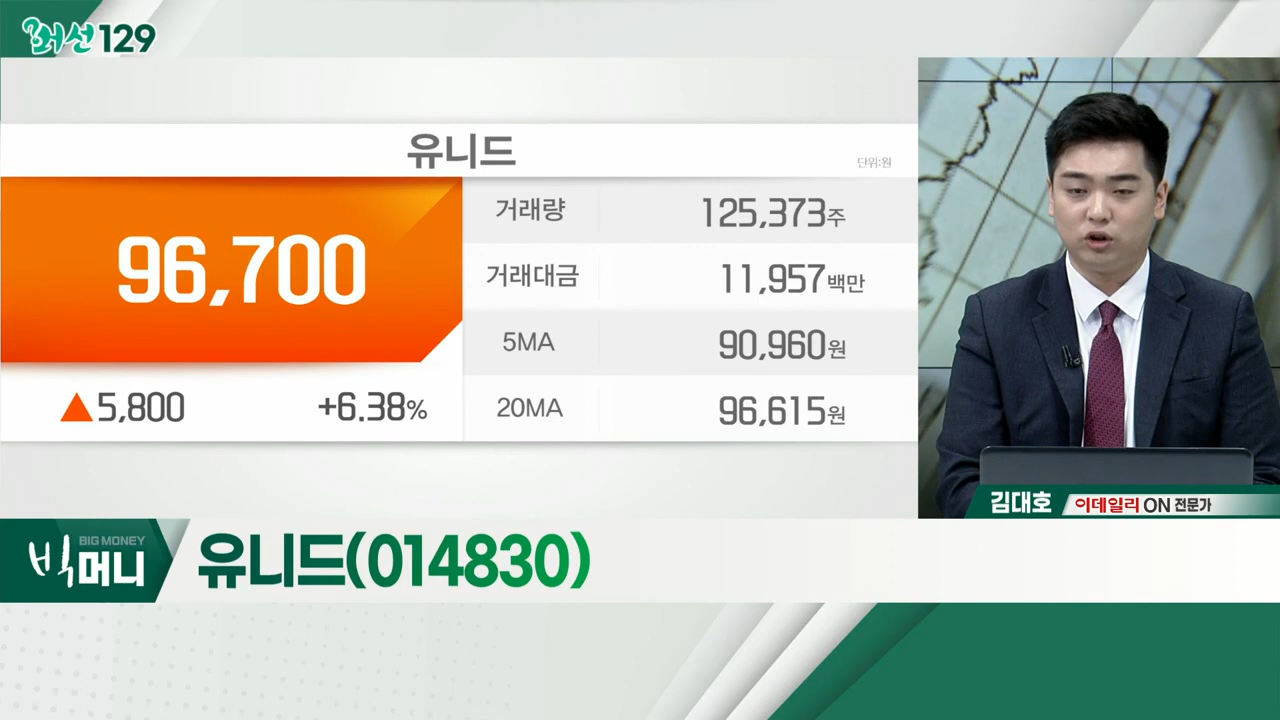 최선129
유니드
단위:원
96,700
▲5,800 +6.38%
거래량 125,373주
거래대금 11,957백만
5MA 90,960원
20MA 96,615원
김대호 이데일리 ON 전문가
BIG MONEY
빅머니
유니드(014830)